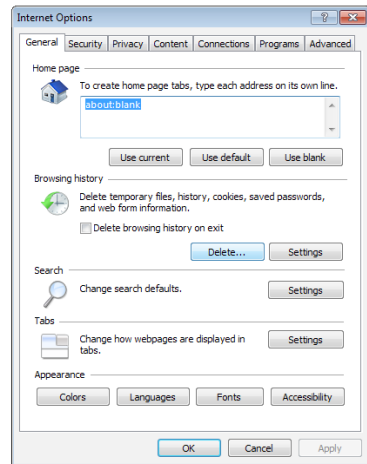 Internet Options
General Security Privacy Content Connections Programs Advanced
Home page
To create home page tabs, type each address on its own line.
about:blank
Use current Use default Use blank
Browsing history
Delete temporary files, history, cookies, saved passwords,
and web form information.
Delete browsing history on exit
Delete... Settings
Search
Change search defaults.
Settings
Tabs
Change how webpages are displayed in
tabs.
Settings
Appearance
Colors Languages Fonts Accessibility
OK Cancel Apply